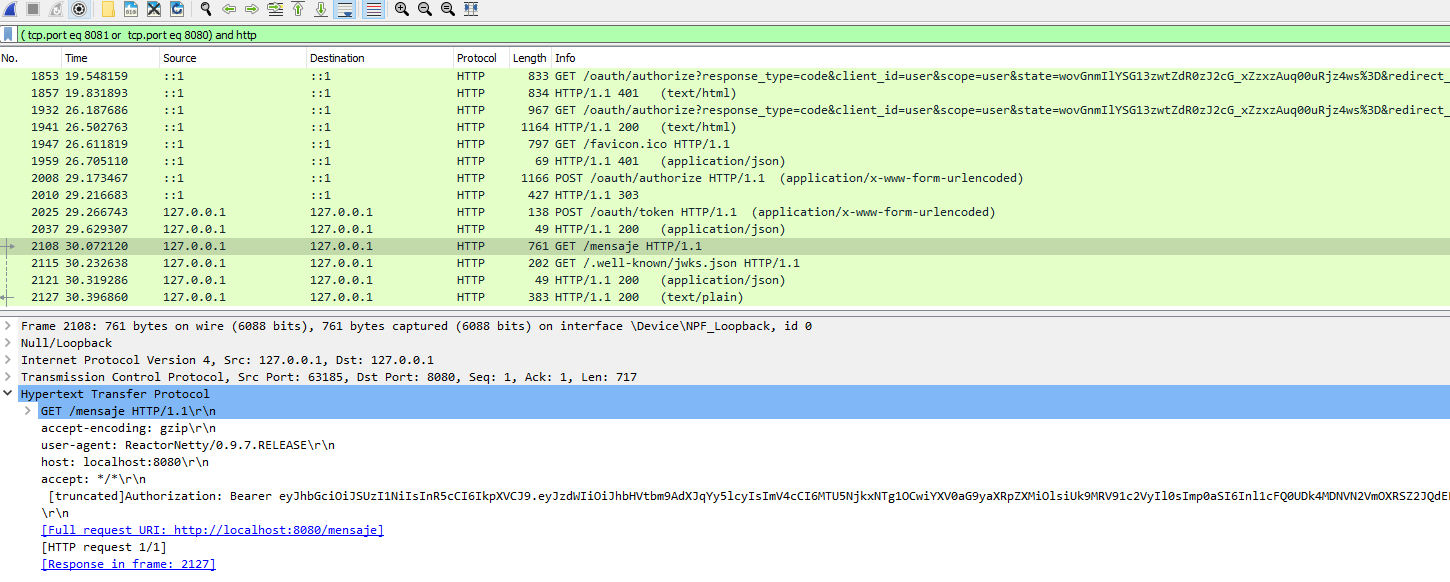 ( tcp.port eq 8081 or tcp.port eq 8080) and http
No. Time Source Destination Protocol Length Info
1853 19.548159 ::1 ::1 HTTP 833 GET /oauth/authorize?response_type=code&client_id=user&scope=user&state=wovGnmIlYSG13zwtZdR0zJ2cG_xZzxzAuq00uRjz4ws%3D&redirect_
1857 19.831893 ::1 ::1 HTTP 834 HTTP/1.1 401 (text/html)
1932 26.187686 ::1 ::1 HTTP 967 GET /oauth/authorize?response_type=code&client_id=user&scope=user&state=wovGnmIlYSG13zwtZdR0zJ2cG_xZzxzAuq00uRjz4ws%3D&redirect_
1941 26.502763 ::1 ::1 HTTP 1164 HTTP/1.1 200 (text/html)
1947 26.611819 ::1 ::1 HTTP 797 GET /favicon.ico HTTP/1.1
1959 26.705110 ::1 ::1 HTTP 69 HTTP/1.1 401 (application/json)
2008 29.173467 ::1 ::1 HTTP 1166 POST /oauth/authorize HTTP/1.1 (application/x-www-form-urlencoded)
2010 29.216683 ::1 ::1 HTTP 427 HTTP/1.1 303
2025 29.266743 127.0.0.1 127.0.0.1 HTTP 138 POST /oauth/token HTTP/1.1 (application/x-www-form-urlencoded)
2037 29.629307 127.0.0.1 127.0.0.1 HTTP 49 HTTP/1.1 200 (application/json)
2108 30.072120 127.0.0.1 127.0.0.1 HTTP 761 GET /mensaje HTTP/1.1
2115 30.232638 127.0.0.1 127.0.0.1 HTTP 202 GET /.well-known/jwks.json HTTP/1.1
2121 30.319286 127.0.0.1 127.0.0.1 HTTP 49 HTTP/1.1 200 (application/json)
2127 30.396860 127.0.0.1 127.0.0.1 HTTP 383 HTTP/1.1 200 (text/plain)
Frame 2108: 761 bytes on wire (6088 bits), 761 bytes captured (6088 bits) on interface \Device\NPF_Loopback, id 0
Null/Loopback
Internet Protocol Version 4, Src: 127.0.0.1, Dst: 127.0.0.1
Transmission Control Protocol, Src Port: 63185, Dst Port: 8080, Seq: 1, Ack: 1, Len: 717
Hypertext Transfer Protocol
GET /mensaje HTTP/1.1\r\n
accept-encoding: gzip\r\n
user-agent: ReactorNetty/0.9.7.RELEASE\r\n
host: localhost:8080\r\n
accept: */*\r\n
[truncated]Authorization: Bearer
\r\n
[Full request URI: http://localhost:8080/mensaje]
[HTTP request 1/1]
[Response in frame: 2127]